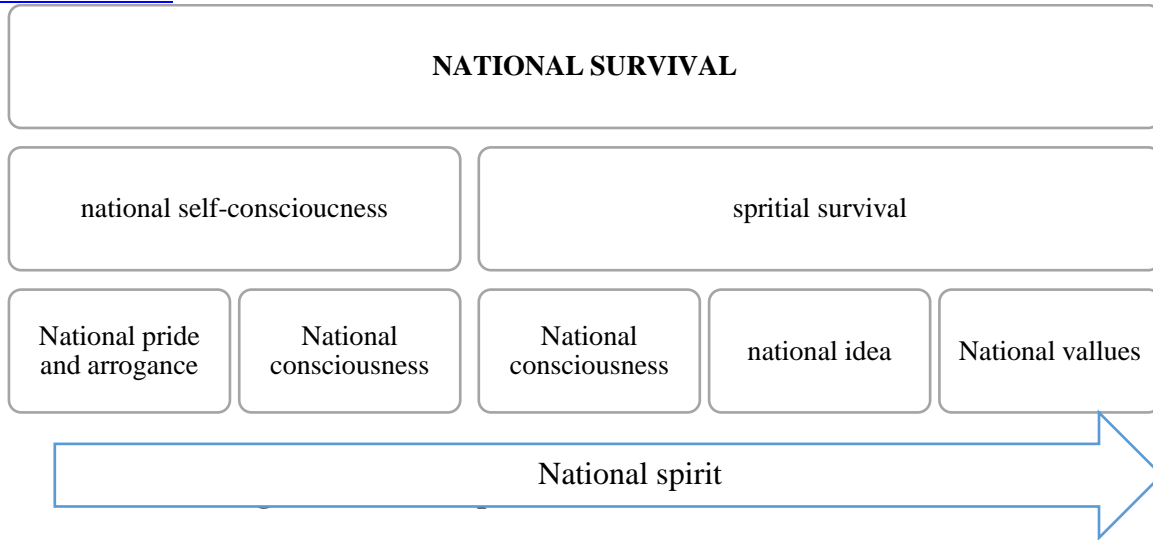 NATIONAL SURVIVAL
national self-conscioucness
spritial survival
National pride
and arrogance
National
consciousness
National
consciousness
national idea
National vallues
National spirit